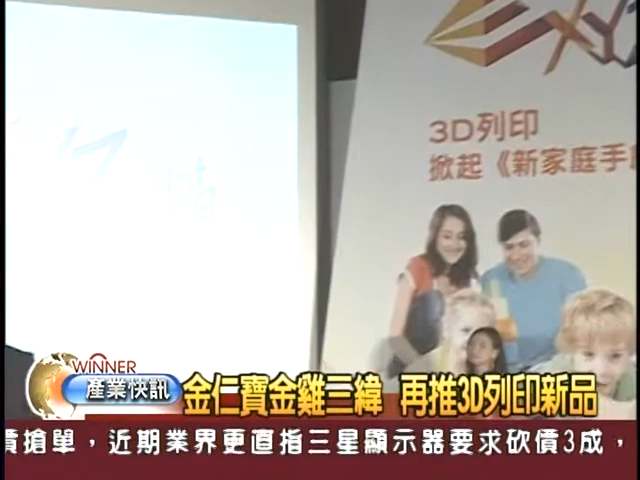 3D列印
掀起《新家庭手
WINNER
產業快訊
金仁寶金雞三緯 再推3D列印新品
搶單，近期業界更直指三星顯示器要求砍價3成，